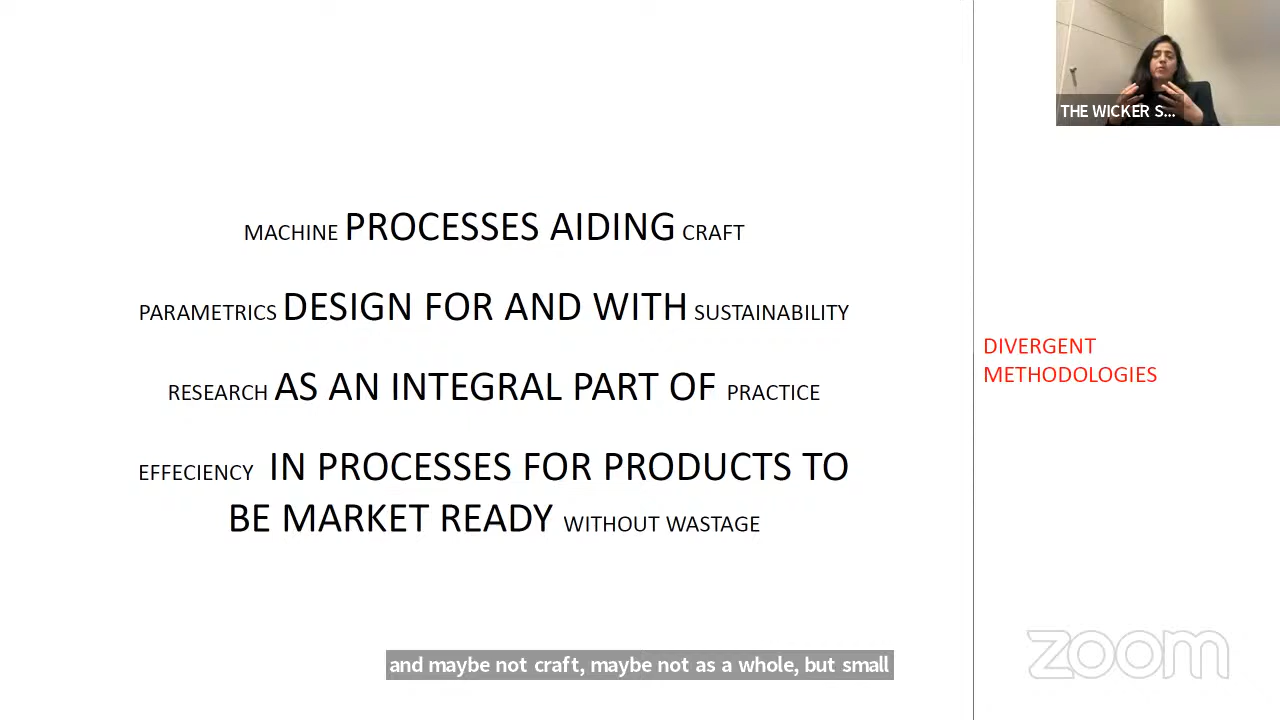 THE WICKER S...
MACHINE PROCESSES AIDING CRAFT
PARAMETRICS DESIGN FOR AND WITH SUSTAINABILITY
RESEARCH AS AN INTEGRAL PART OF PRACTICE
EFFECIENCY IN PROCESSES FOR PRODUCTS TO
BE MARKET READY WITHOUT WASTAGE
DIVERGENT
METHODOLOGIES
and maybe not craft, maybe not as a whole, but small
zoom